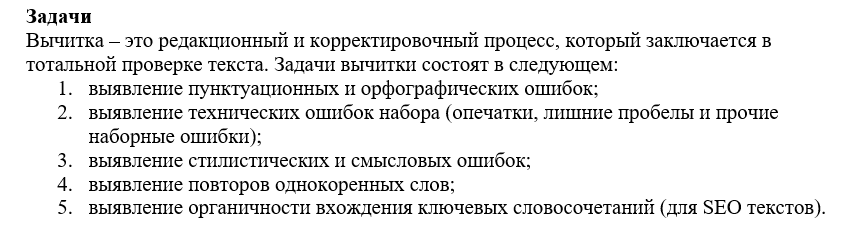 Задачи
Вычитка – это редакционный и корректировочный процесс, который заключается в
тотальной проверке текста. Задачи вычитки состоят в следующем:
1. выявление пунктуационных и орфографических ошибок;
2. выявление технических ошибок набора (опечатки, лишние пробелы и прочие
наборные ошибки);
3. выявление стилистических и смысловых ошибок;
4. выявление повторов однокоренных слов;
5. выявление органичности вхождения ключевых словосочетаний (для SEO текстов).